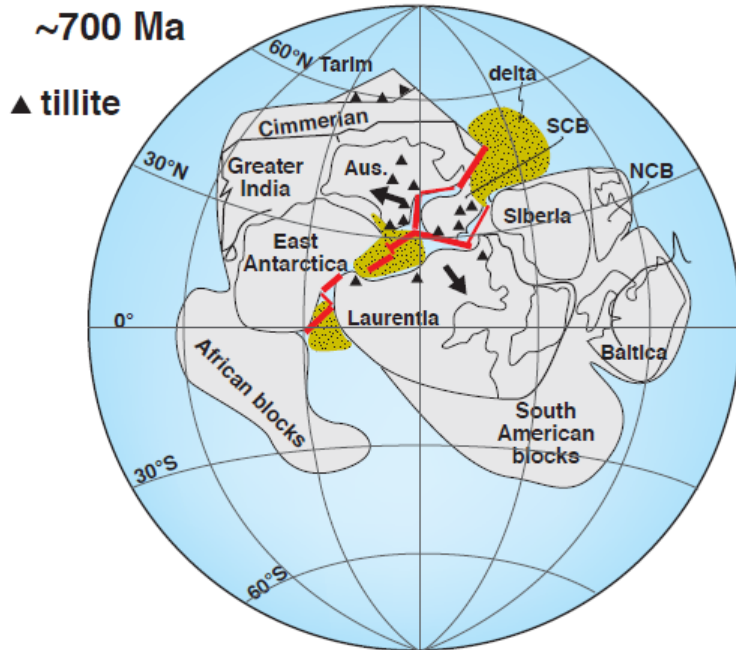 ~700 Ma
▲ tillite
60°N
Tarim
delta
Cimmerian
SCB
30°N
Greater
India
Aus.
NCB
Siberia
East
Antarctica
0°
Laurentia
Baltica
African blocks
South
American
blocks
30°S
60°S